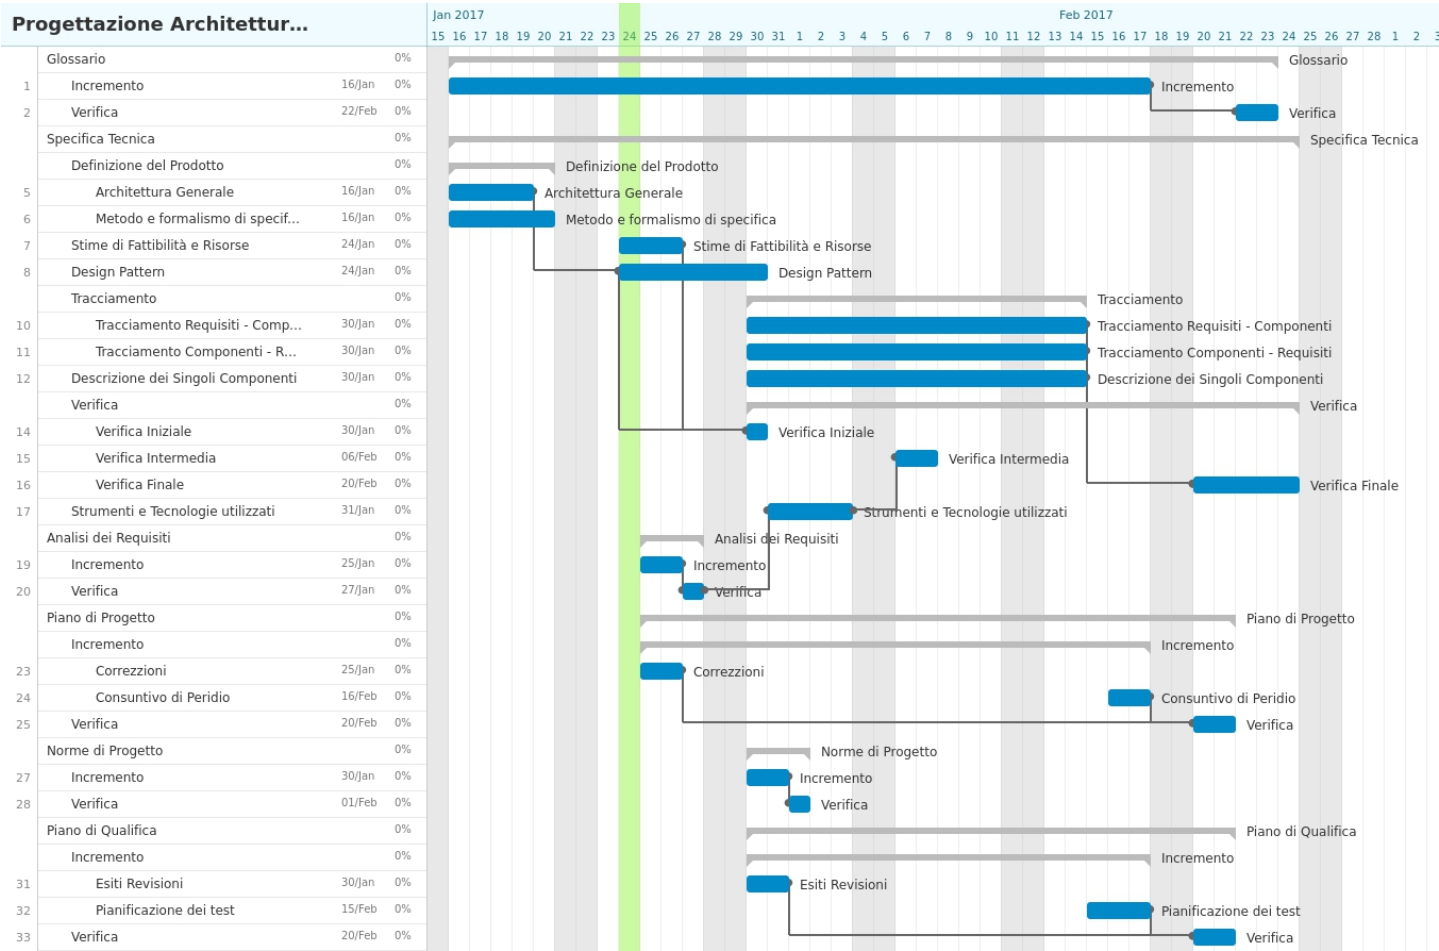 Progettazione Architettur...
Jan 2017 Feb 2017
15 16 17 18 19 20 21 22 23 24 25 26 27 28 29 30 31 1 2 3 4 5 6 7 8 9 10 11 12 13 14 15 16 17 18 19 20 21 22 23 24 25 26 27 28 1 2 3
Glossario 0% Glossario
1 Incremento 16/Jan 0% Incremento
2 Verifica 22/Feb 0% Verifica
Specifica Tecnica 0% Specifica Tecnica
Definizione del Prodotto 0% Definizione del Prodotto
5 Architettura Generale 16/Jan 0% Architettura Generale
6 Metodo e formalismo di specif... 16/Jan 0% Metodo e formalismo di specifica
7 Stime di Fattibilità e Risorse 24/Jan 0% Stime di Fattibilità e Risorse
8 Design Pattern 24/Jan 0% Design Pattern
Tracciamento 0% Tracciamento
10 Tracciamento Requisiti - Comp... 30/Jan 0% Tracciamento Requisiti - Componenti
11 Tracciamento Componenti - R... 30/Jan 0% Tracciamento Componenti - Requisiti
12 Descrizione dei Singoli Componenti 30/Jan 0% Descrizione dei Singoli Componenti
Verifica 0% Verifica
14 Verifica Iniziale 30/Jan 0% Verifica Iniziale
15 Verifica Intermedia 06/Feb 0% Verifica Intermedia
16 Verifica Finale 20/Feb 0% Verifica Finale
17 Strumenti e Tecnologie utilizzati 31/Jan 0% Strumenti e Tecnologie utilizzati
Analisi dei Requisiti 0% Analisi dei Requisiti
19 Incremento 25/Jan 0% Incremento
20 Verifica 27/Jan 0% Verifica
Piano di Progetto 0% Piano di Progetto
Incremento 0% Incremento
23 Correzzioni 25/Jan 0% Correzzioni
24 Consuntivo di Peridio 16/Feb 0% Consuntivo di Peridio
25 Verifica 20/Feb 0% Verifica
Norme di Progetto 0% Norme di Progetto
27 Incremento 30/Jan 0% Incremento
28 Verifica 01/Feb 0% Verifica
Piano di Qualifica 0% Piano di Qualifica
Incremento 0% Incremento
31 Esiti Revisioni 30/Jan 0% Esiti Revisioni
32 Pianificazione dei test 15/Feb 0% Pianificazione dei test
33 Verifica 20/Feb 0% Verifica